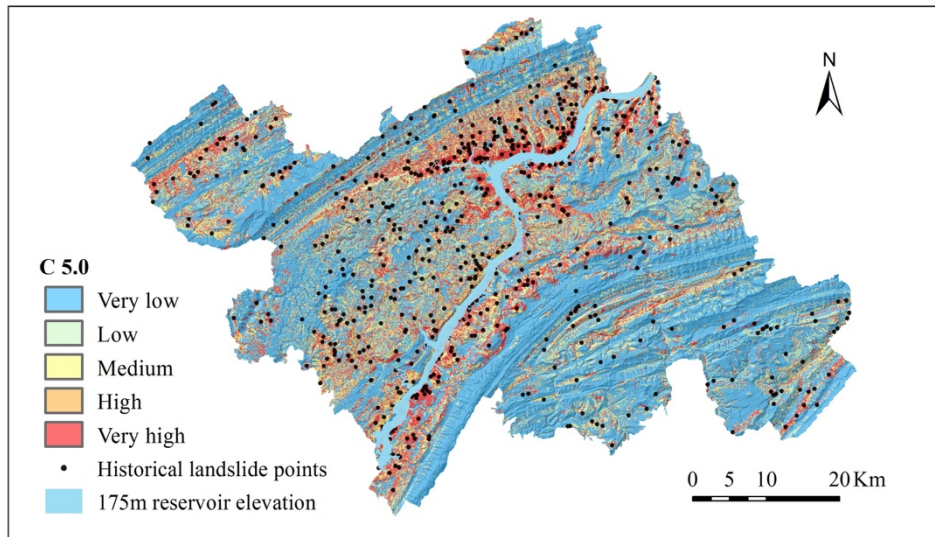 N
C 5.0
Very low
Low
Medium
High
Very high
Historical landslide points
175m reservoir elevation
0 5 10 20 Km